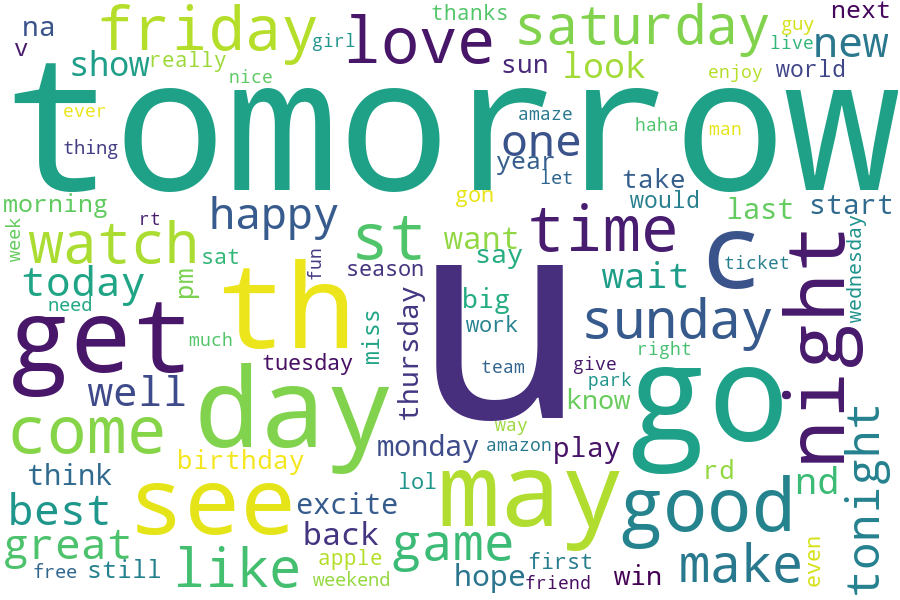 na
friday
girl
love
thanks
saturday
guy
next
v
show
really
nice
sun
look
live
new
enjoy
world
tomorrow
ever
thing
amaze
one
haha
man
year
let
morning
rt
happy
gon
take
would
last
start
week
watch
st
want
time
c
night
wednesday
sat
fun
season
say
wait
ticket
today
need
pm
th
u
big
sunday
get
much
miss
thursday
work
right
tuesday
team
give
park
go
well
day
know
come
way
monday
amazon
play
tonight
think
birthday
lol
may
rd
nd
see
excite
good
best
back
great
like
apple
game
first
make
even
free
still
weekend
hope
friend
win